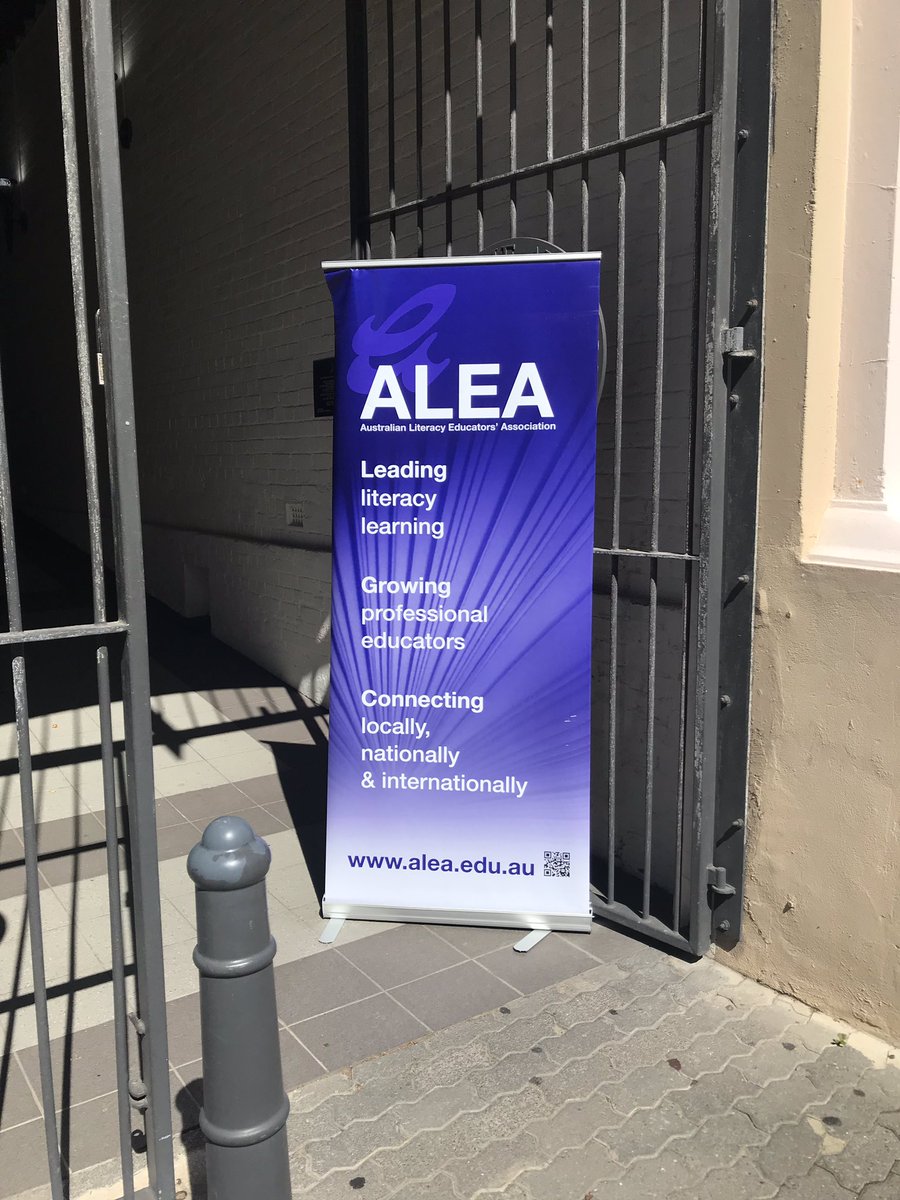 ALEA
Australian Literacy Educators' Association
Leading
literacy
learning
Growing
professional
educators
Connecting
locally,
nationally
& internationally
www.alea.edu.au